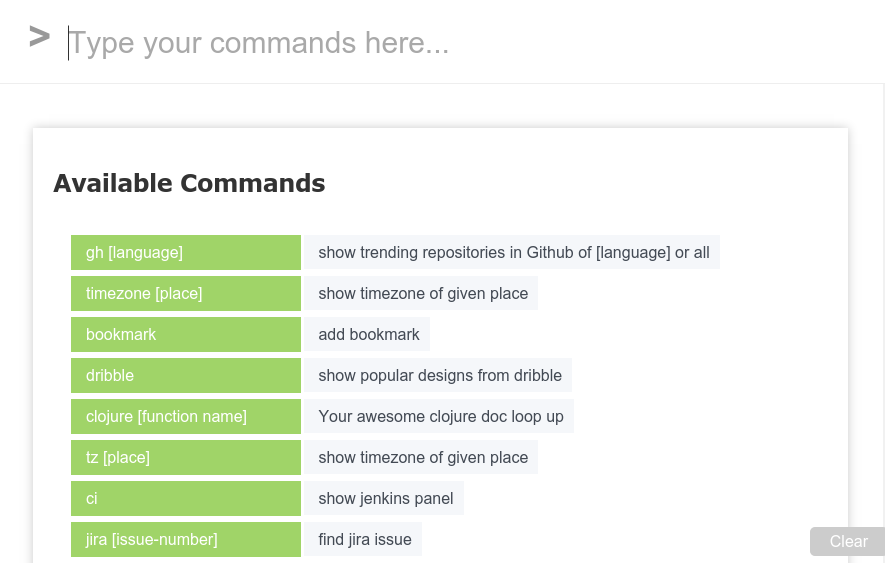 > Type your commands here...
Available Commands
gh [language] show trending repositories in Github of [language] or all
timezone [place] show timezone of given place
bookmark add bookmark
dribble show popular designs from dribble
clojure [function name] Your awesome clojure doc loop up
tz [place] show timezone of given place
ci show jenkins panel
jira [issue-number] find jira issue
Clear